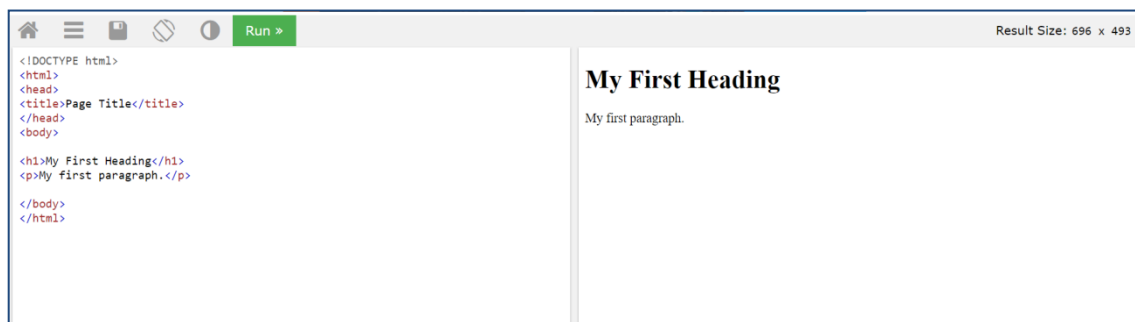 Run »
Result Size: 696 x 493
<!DOCTYPE html>
<html>
<head>
<title>Page Title</title>
</head>
<body>
<h1>My First Heading</h1>
<p>My first paragraph.</p>
</body>
</html>
My First Heading
My first paragraph.